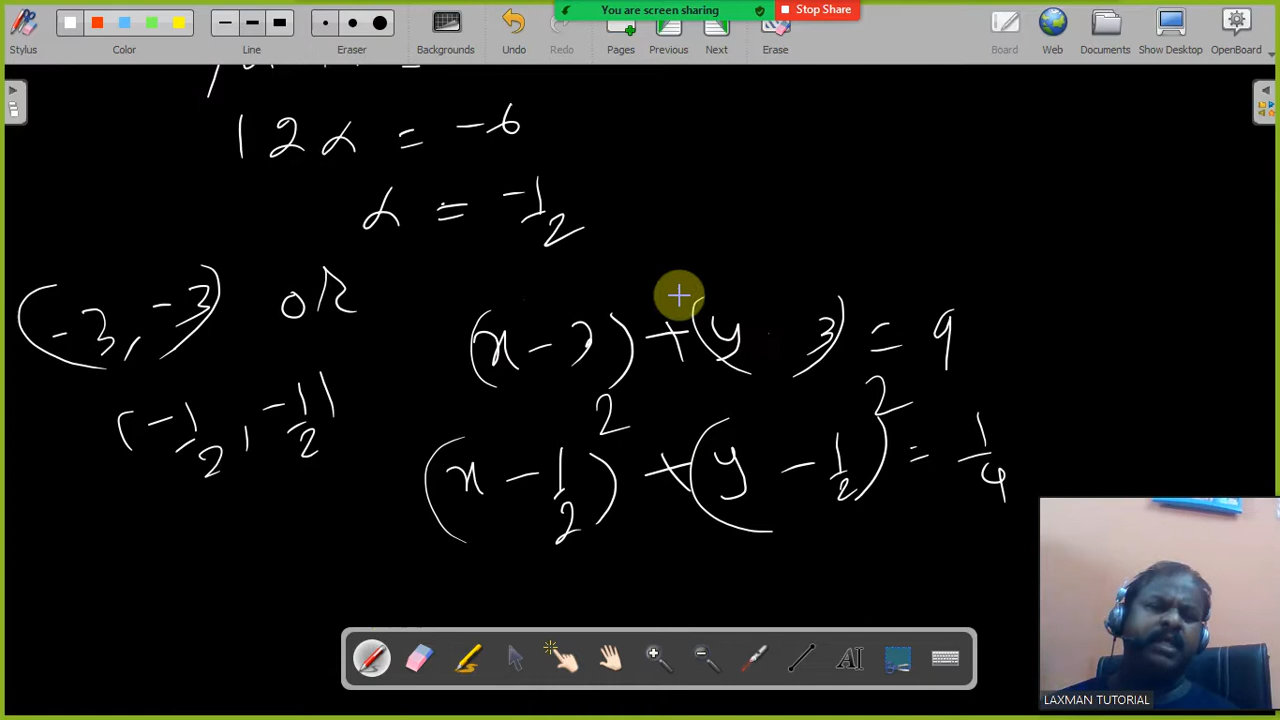 You are screen sharing
Stop Share
Stylus Color Line Eraser Backgrounds Undo Redo Pages Previous Next Erase Board Web Documents Show Desktop OpenBoard
12α = -6
α = -1/2
(-3, -3) or
(x - 3)² + (y 3)² = 9
(-1/2, -1/2)
(x - 1/2) + (y - 1/2) = 1/4
AI
LAXMAN TUTORIAL